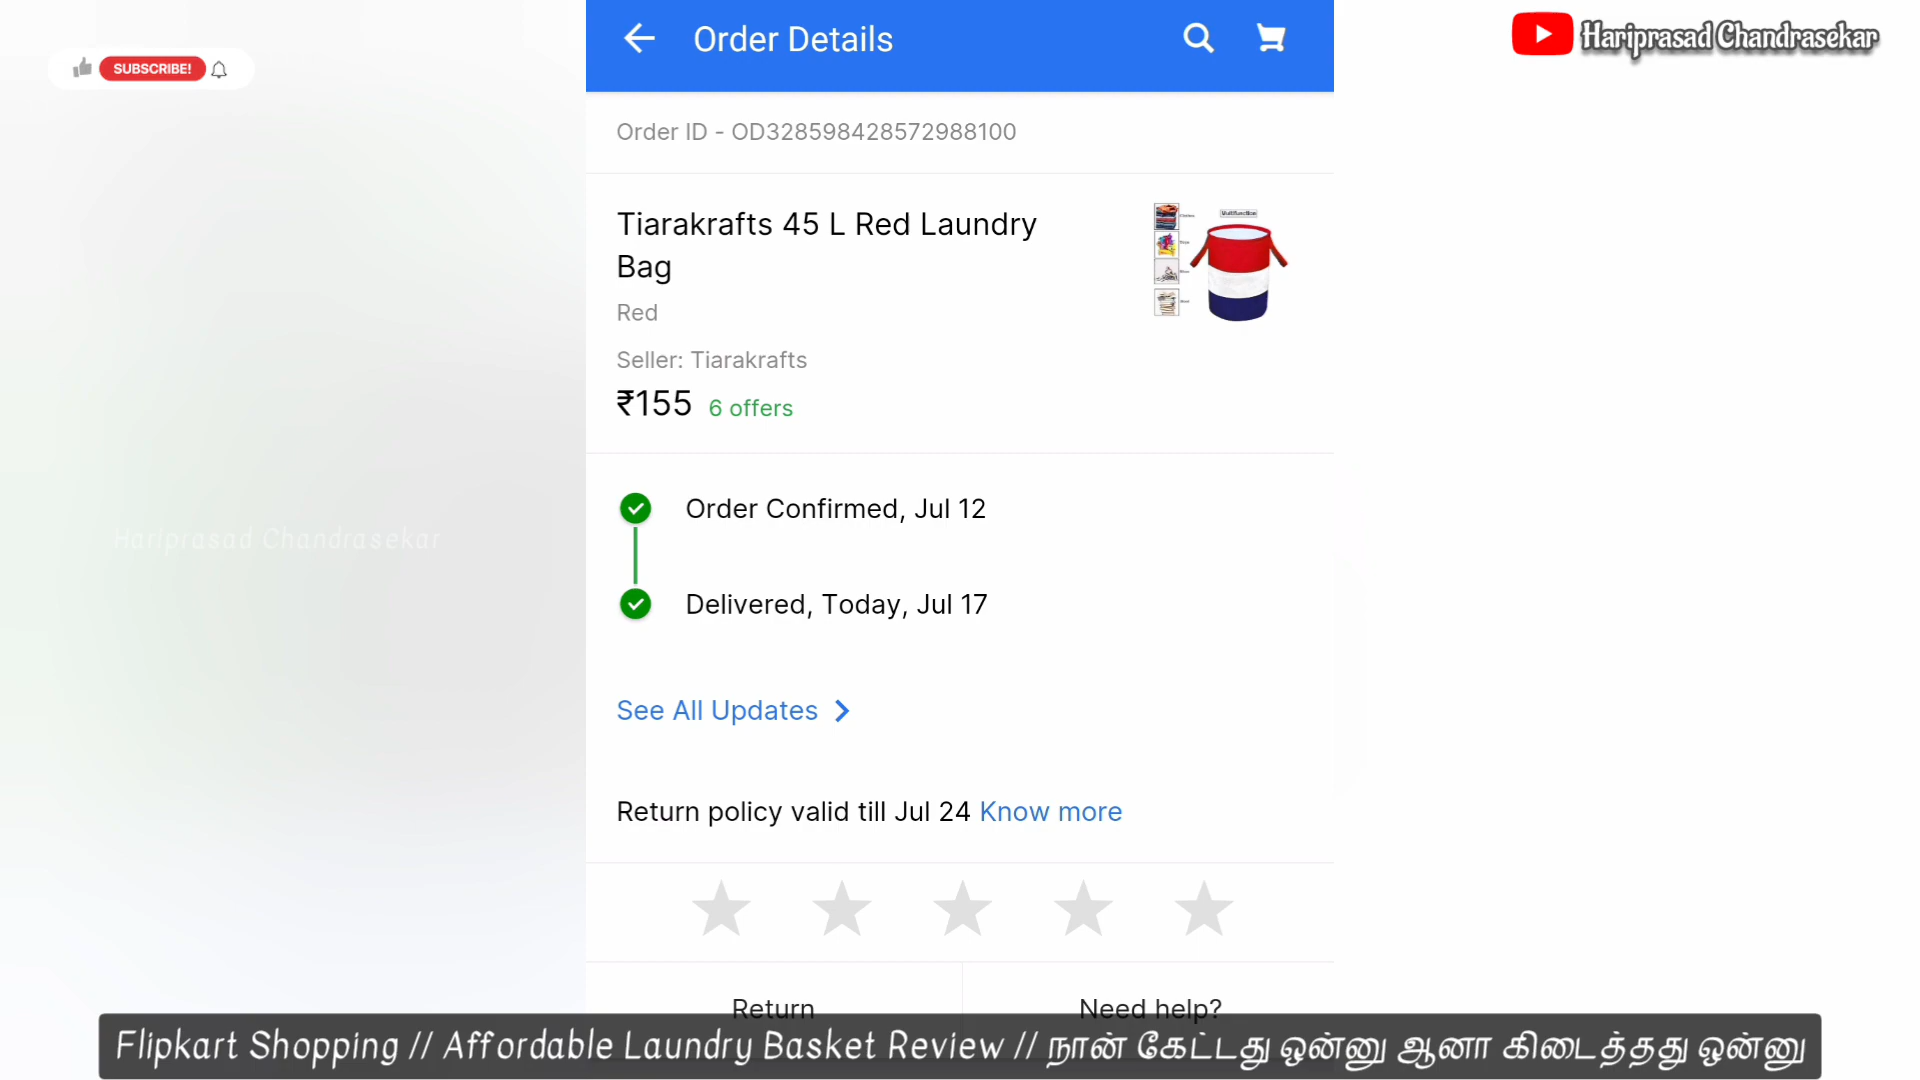 Order Details
Hariprasad Chandrasekar
SUBSCRIBE!
Order ID - OD328598428572988100
Tiarakrafts 45 L Red Laundry
Bag
Multifunction
Red
Seller: Tiarakrafts
₹155 6 offers
Order Confirmed, Jul 12
Hariprasad Chandrasekar
Delivered, Today, Jul 17
See All Updates
Return policy valid till Jul 24 Know more
Return
Need help?
Flipkart Shopping // Affordable Laundry Basket Review // நான் கேட்டது ஒன்னு ஆனா கிடைத்தது ஒன்னு